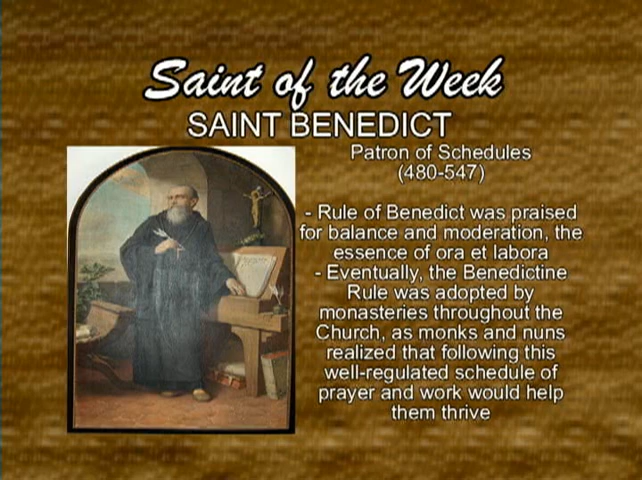 Saint of the Week
SAINT BENEDICT
Patron of Schedules
(480-547)
- Rule of Benedict was praised
for balance and moderation, the
essence of ora et labora
- Eventually, the Benedictine
Rule was adopted by
monasteries throughout the
Church, as monks and nuns
realized that following this
well-regulated schedule of
prayer and work would help
them thrive